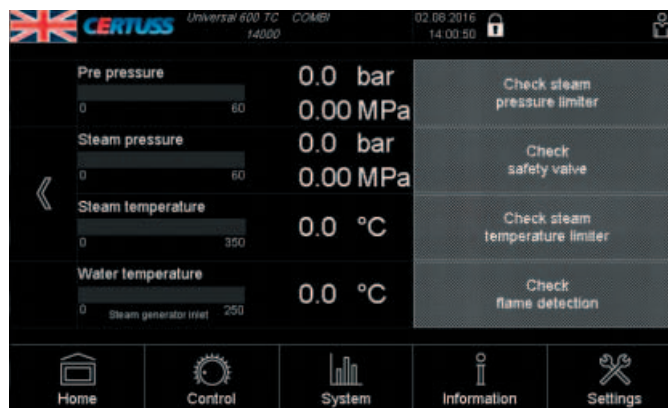 CERTUSS
Universal 600 TC COMBI
14000
02.08.2016
14:00:50
Pre pressure
0 60
0.0 bar
0.00 MPa
Check steam
pressure limiter
Steam pressure
0 60
0.0 bar
0.00 MPa
Check
safety valve
Steam temperature
0 350
0.0 °C
Check steam
temperature limiter
Water temperature
0 Steam generator inlet 250
0.0 °C
Check
flame detection
Home
Control
System
Information
Settings